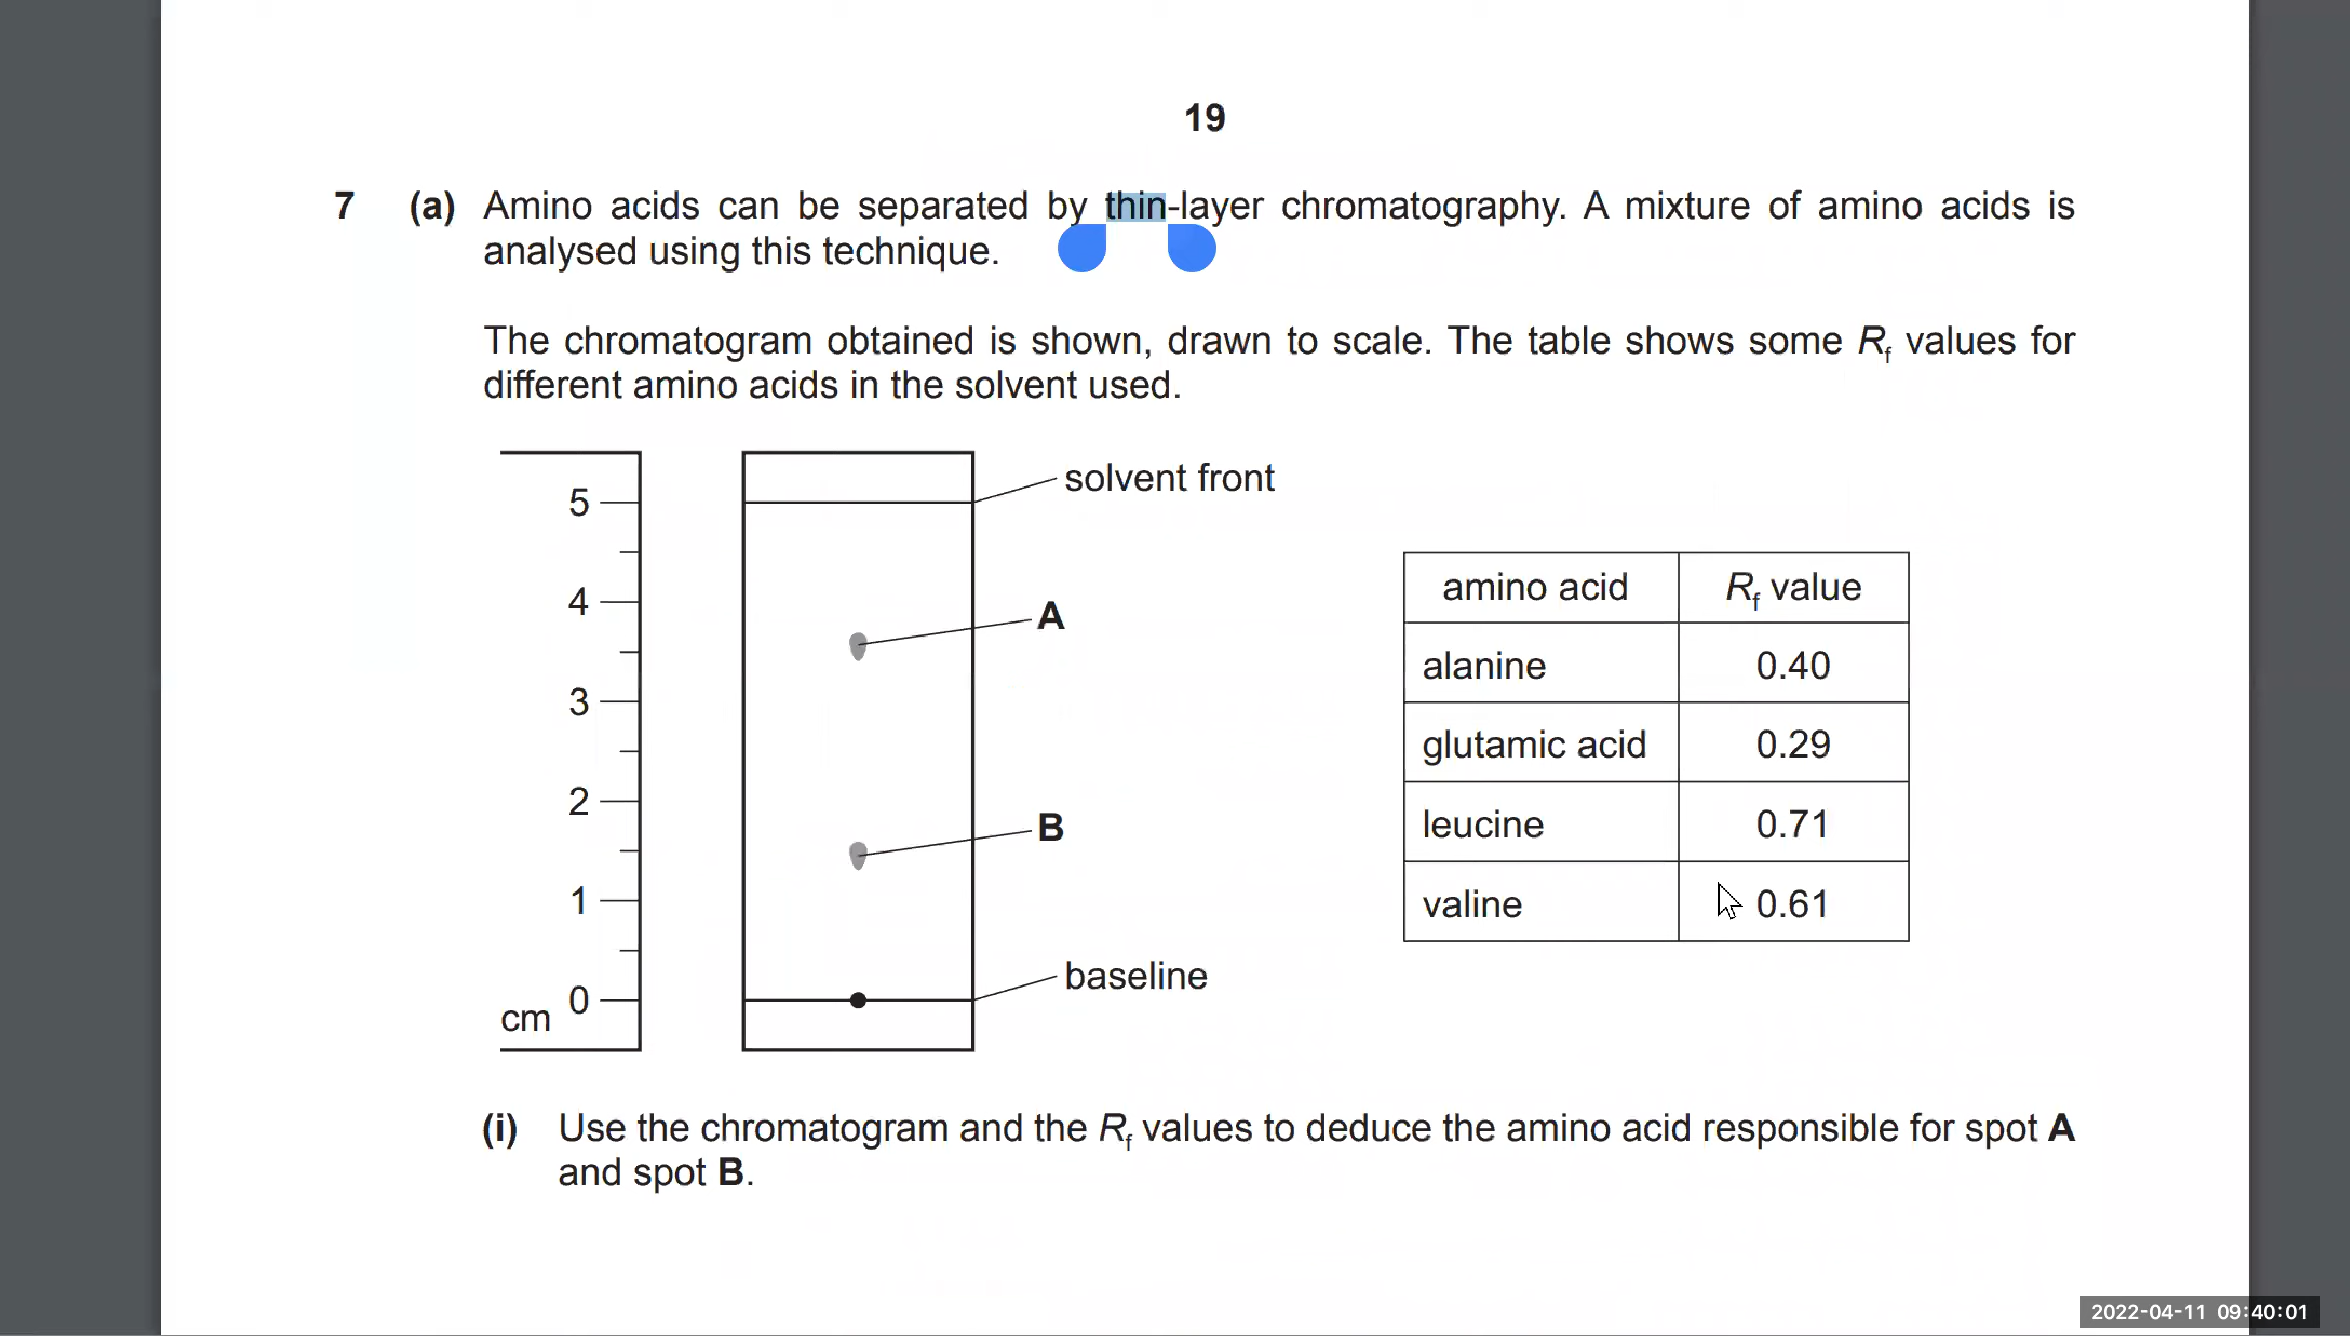 19
7 (a) Amino acids can be separated by thin-layer chromatography. A mixture of amino acids is
analysed using this technique.
The chromatogram obtained is shown, drawn to scale. The table shows some Rf values for
different amino acids in the solvent used.
5
4
3
2
1
0
cm
solvent front
A
B
baseline
amino acid Rf value
alanine 0.40
glutamic acid 0.29
leucine 0.71
valine 0.61
(i) Use the chromatogram and the Rf values to deduce the amino acid responsible for spot A
and spot B.
2022-04-11 09:40:01